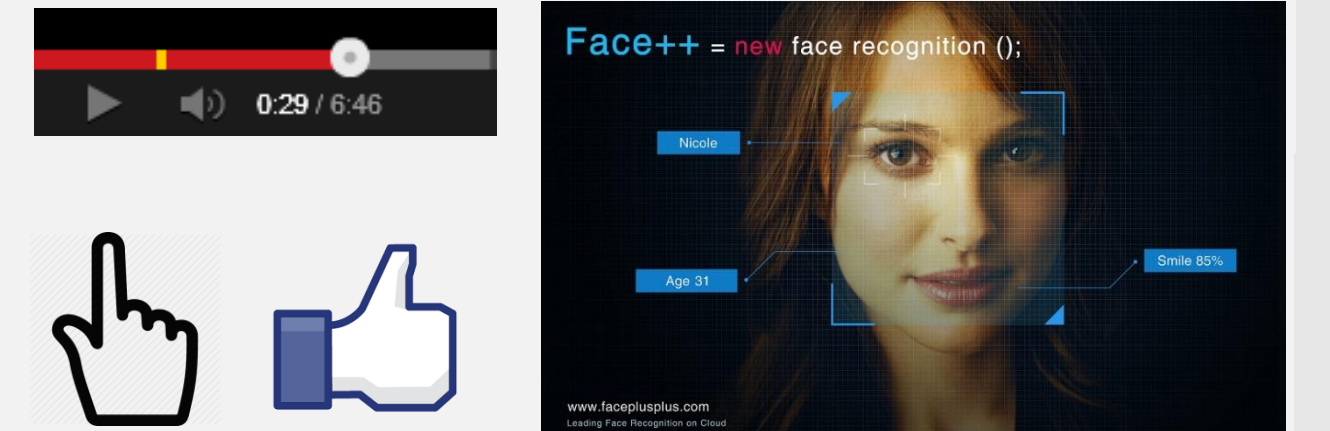 0:29 / 6:46
Face++ = new face recognition ();
Nicole
Age 31
Smile 85%
www.faceplusplus.com
Leading Face Recognition on Cloud